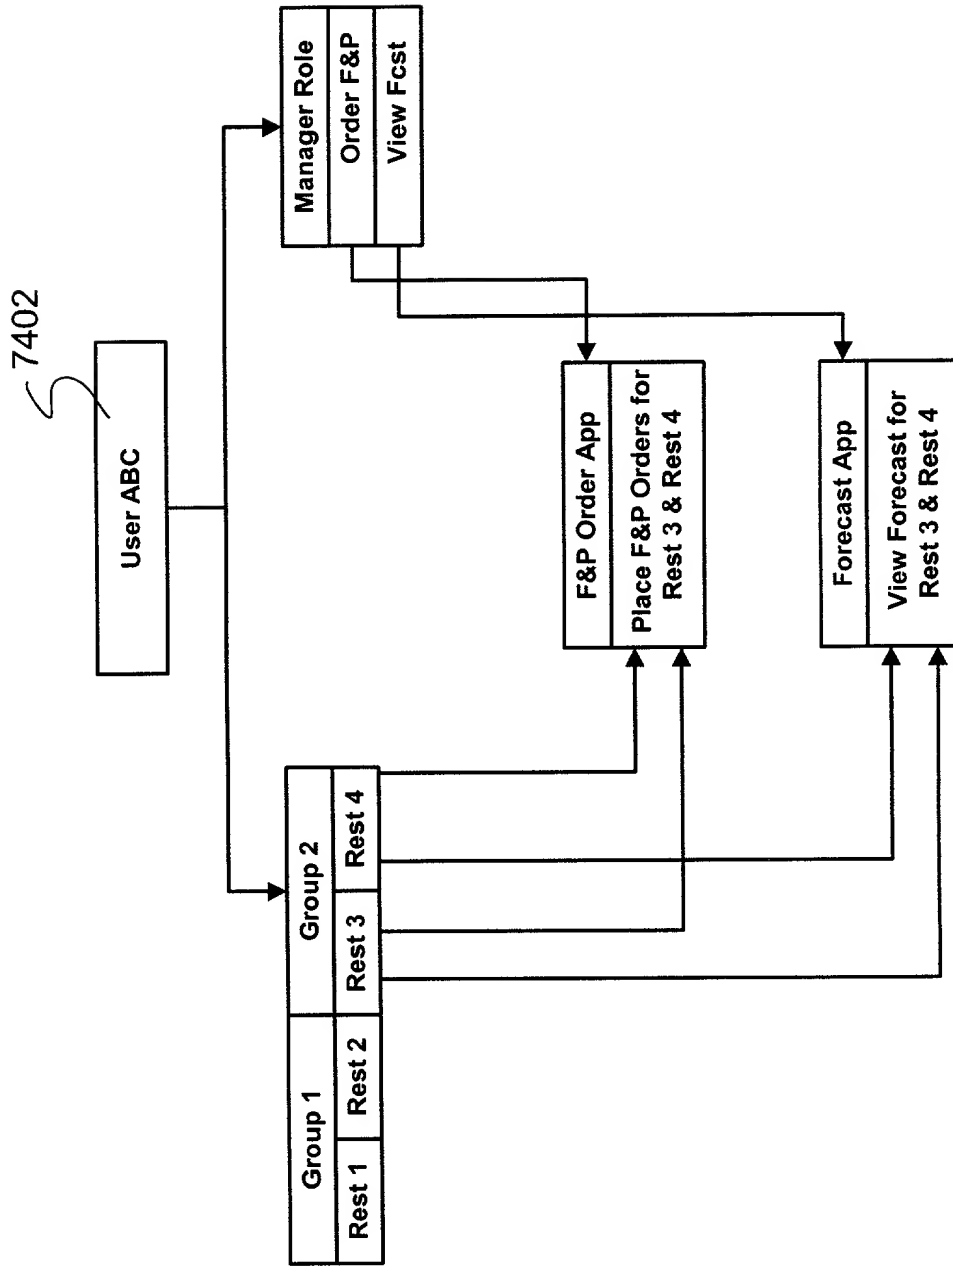 7402
User ABC
Group 1
Group 2
Rest 1
Rest 2
Rest 3
Rest 4
Manager Role
Order F&P
View Fcst
F&P Order App
Place F&P Orders for
Rest 3 & Rest 4
Forecast App
View Forecast for
Rest 3 & Rest 4